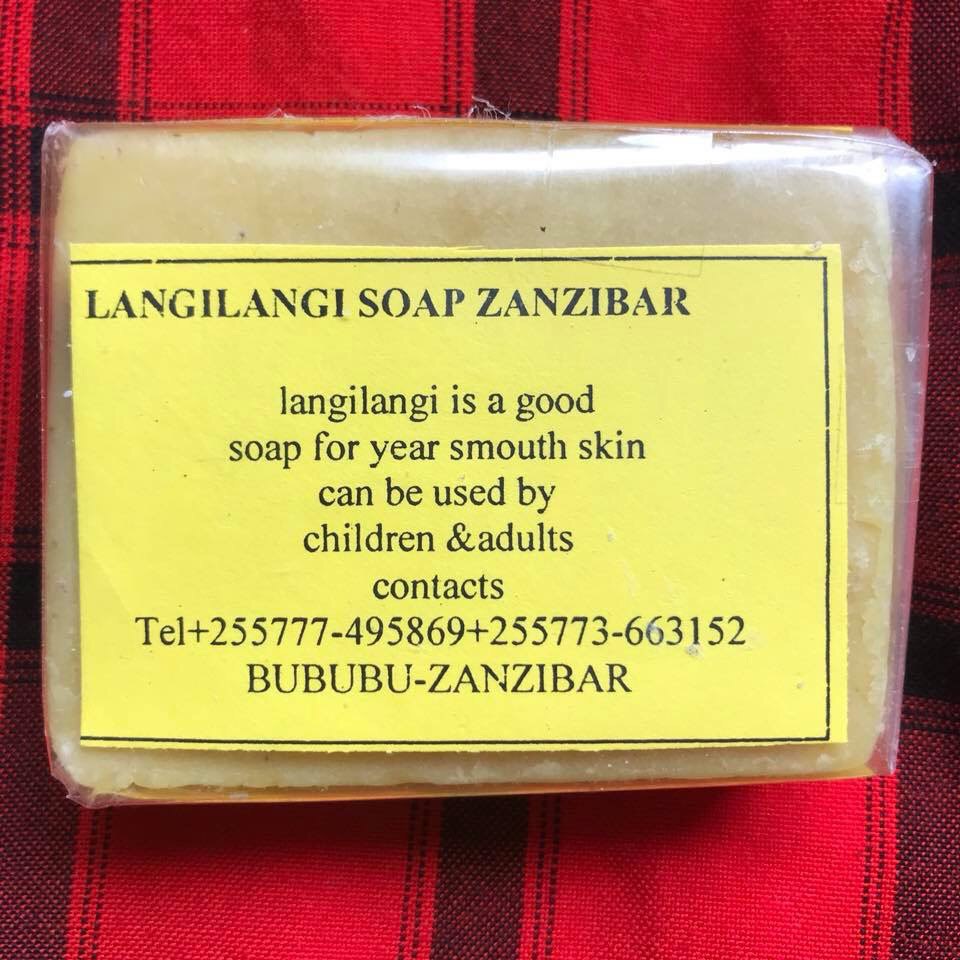 LANGILANGI SOAP ZANZIBAR
langilangi is a good
soap for year smouth skin
can be used by
children &adults
contacts
Tel+255777-495869+255773-663152
BUBUBU-ZANZIBAR